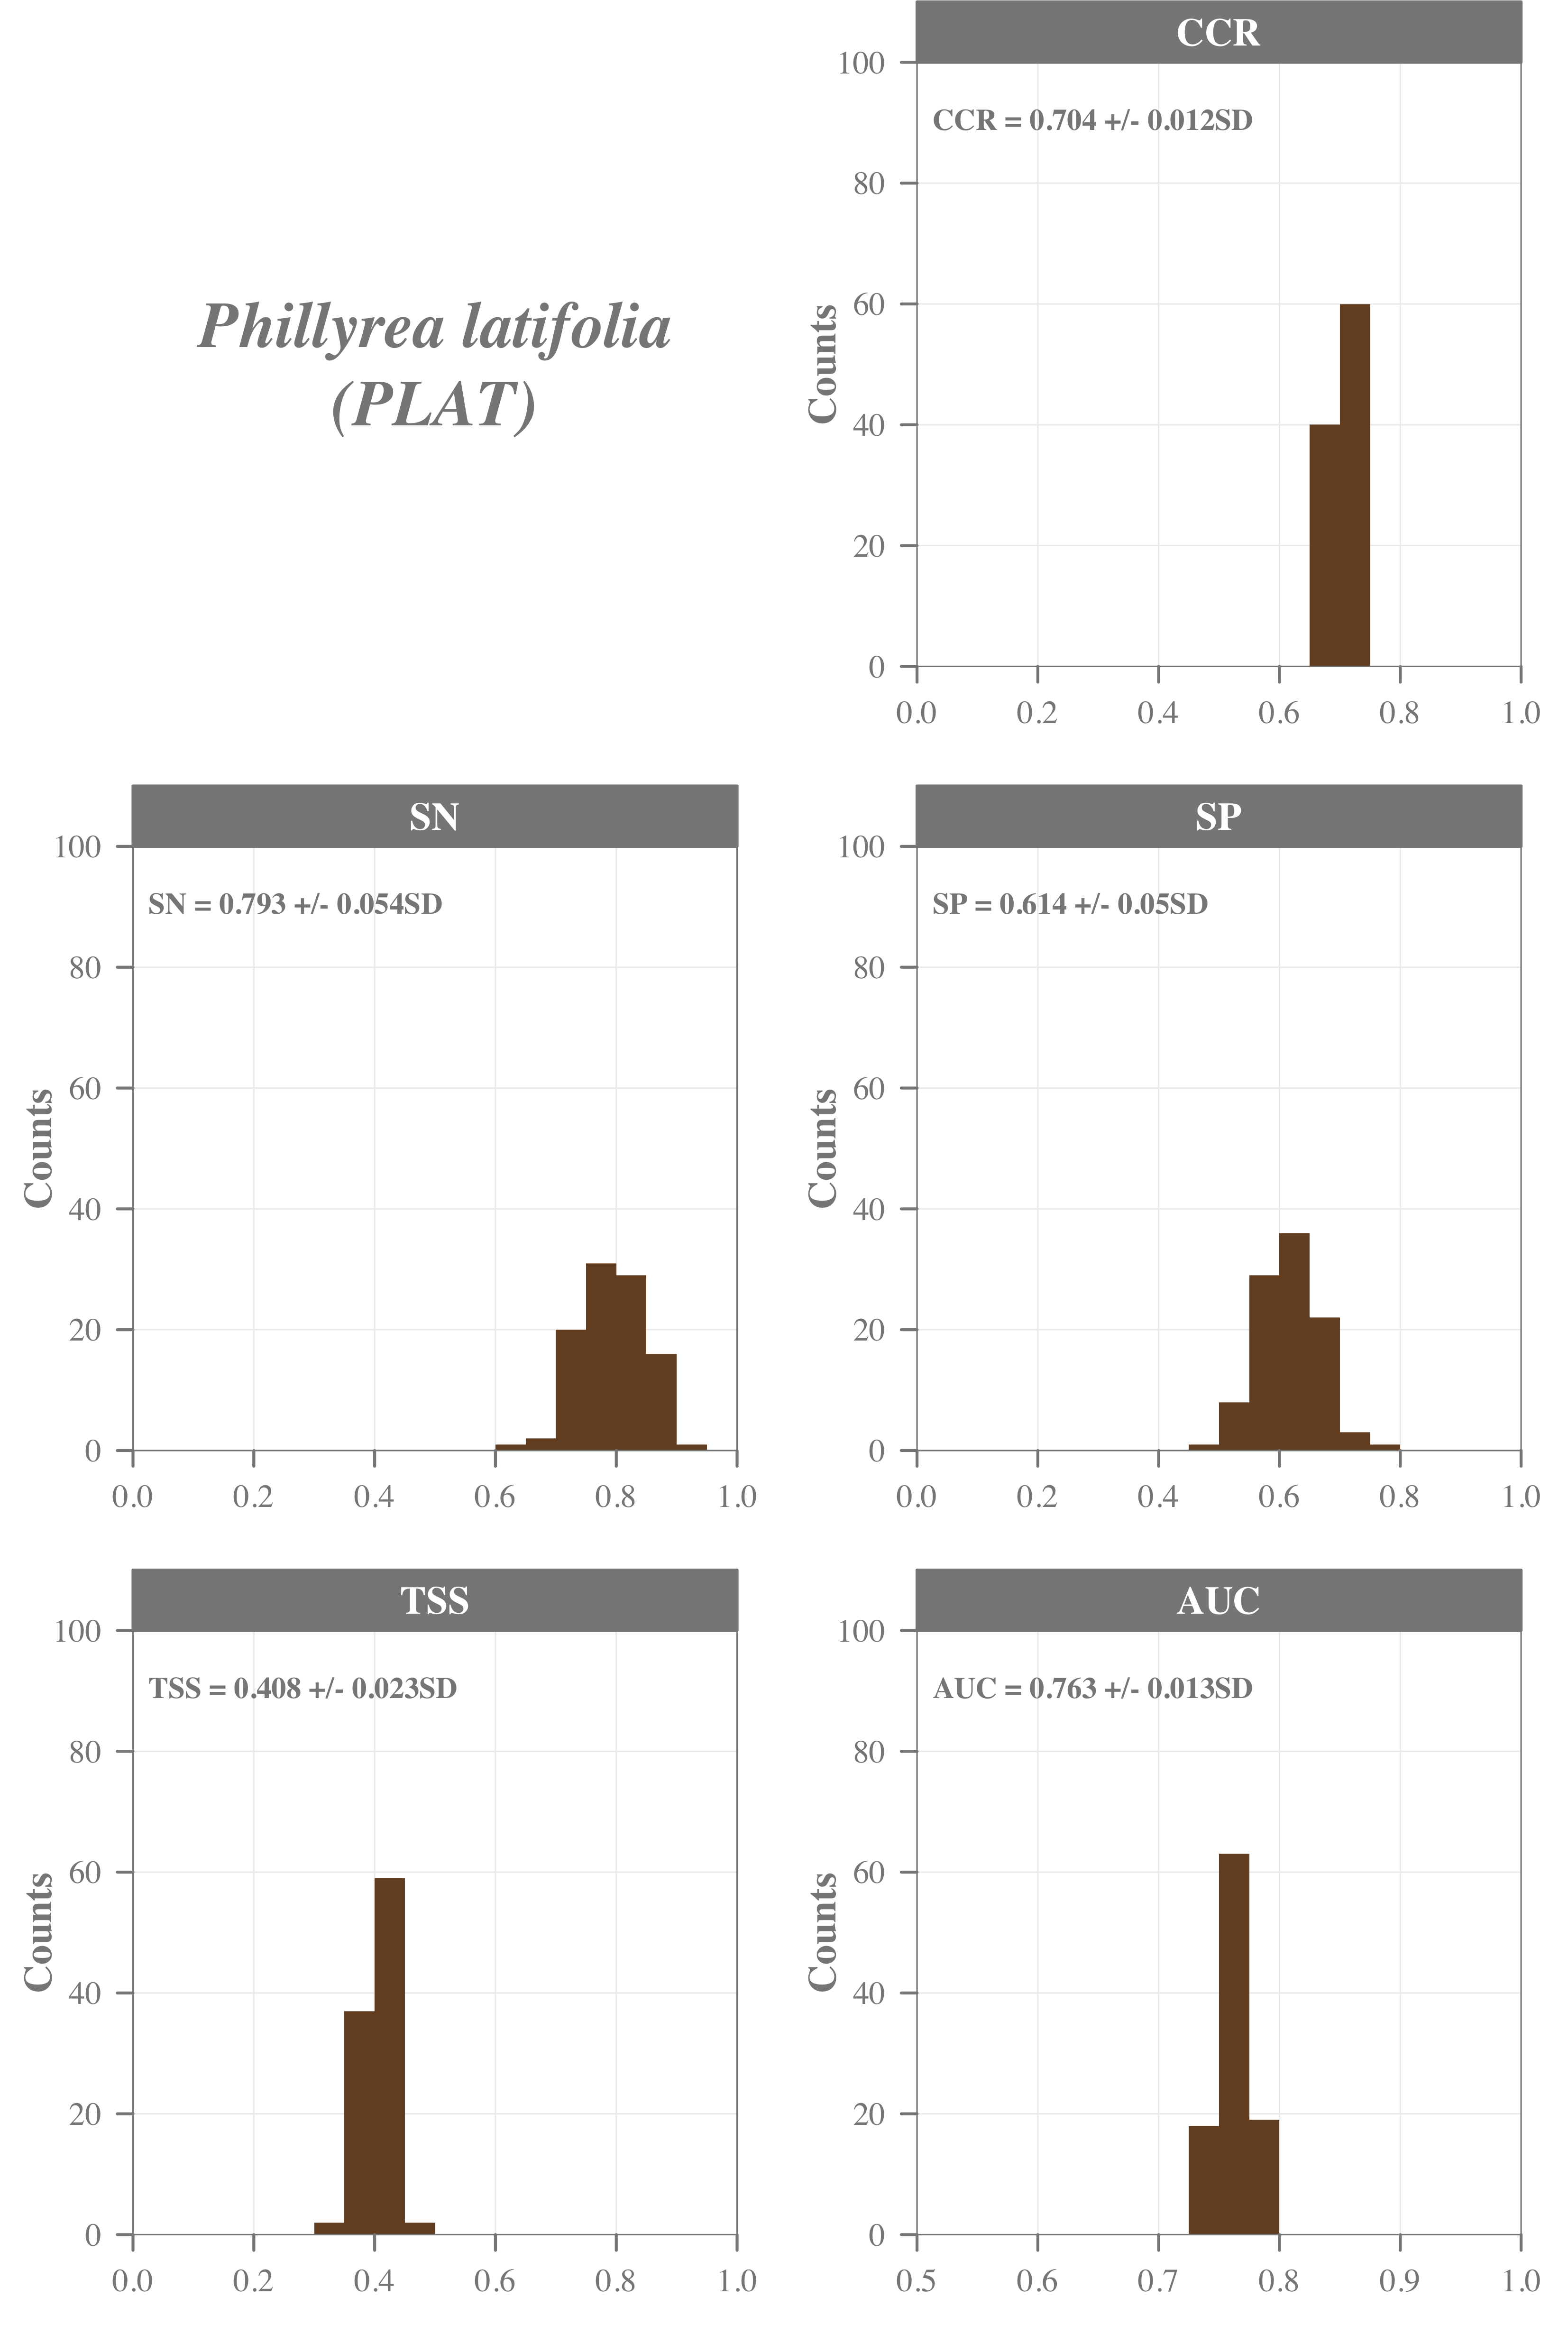 Phillyrea latifolia
(PLAT)
CCR
CCR = 0.704 +/- 0.012SD
Counts
100
80
60
40
20
0
0.0 0.2 0.4 0.6 0.8 1.0
SN
SN = 0.793 +/- 0.054SD
Counts
100
80
60
40
20
0
0.0 0.2 0.4 0.6 0.8 1.0
SP
SP = 0.614 +/- 0.05SD
Counts
100
80
60
40
20
0
0.0 0.2 0.4 0.6 0.8 1.0
TSS
TSS = 0.408 +/- 0.023SD
Counts
100
80
60
40
20
0
0.0 0.2 0.4 0.6 0.8 1.0
AUC
AUC = 0.763 +/- 0.013SD
Counts
100
80
60
40
20
0
0.5 0.6 0.7 0.8 0.9 1.0